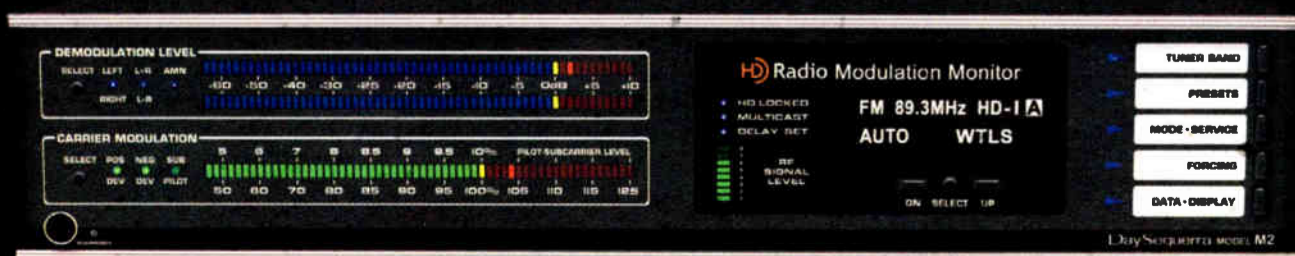 DEMODULATION LEVEL
SELECT LEFT L-R AMN
RIGHT L-R
-60 -50 -40 -30 -25 -20 -15 -10 -5 0dB +5 +10
CARRIER MODULATION
5 6 7 8 8.5 9 9.5 10% PILOT-SUBCARRIER LEVEL
SELECT POS NEG SUB
DEV DEV PILOT
50 60 70 80 85 90 95 100% 105 110 115 125
HD Radio Modulation Monitor
HD LOCKED
MULTICAST
DELAY SET
FM 89.3MHz HD-1 A
AUTO WTLS
RF
SIGNAL
LEVEL
DN SELECT UP
TUNER BAND
PRESETS
MODE • SERVICE
FORCING
DATA • DISPLAY
DaySequerra MODEL M2